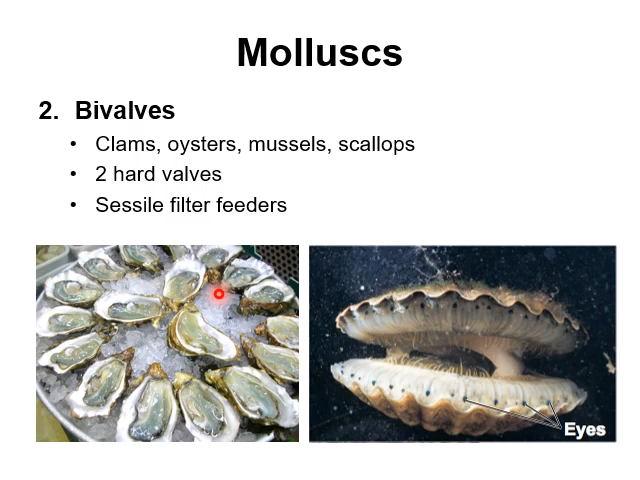 Molluscs
2. Bivalves
• Clams, oysters, mussels, scallops
• 2 hard valves
• Sessile filter feeders
Eyes